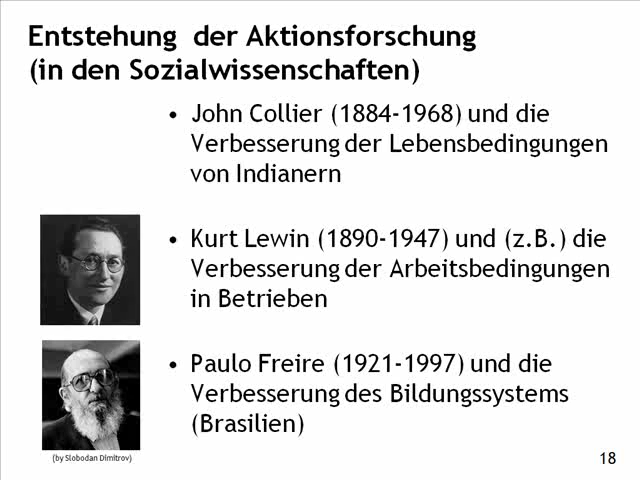 Entstehung der Aktionsforschung
(in den Sozialwissenschaften)
• John Collier (1884-1968) und die
Verbesserung der Lebensbedingungen
von Indianern
• Kurt Lewin (1890-1947) und (z.B.) die
Verbesserung der Arbeitsbedingungen
in Betrieben
• Paulo Freire (1921-1997) und die
Verbesserung des Bildungssystems
(Brasilien)
(by Slobodan Dimitrov)
18